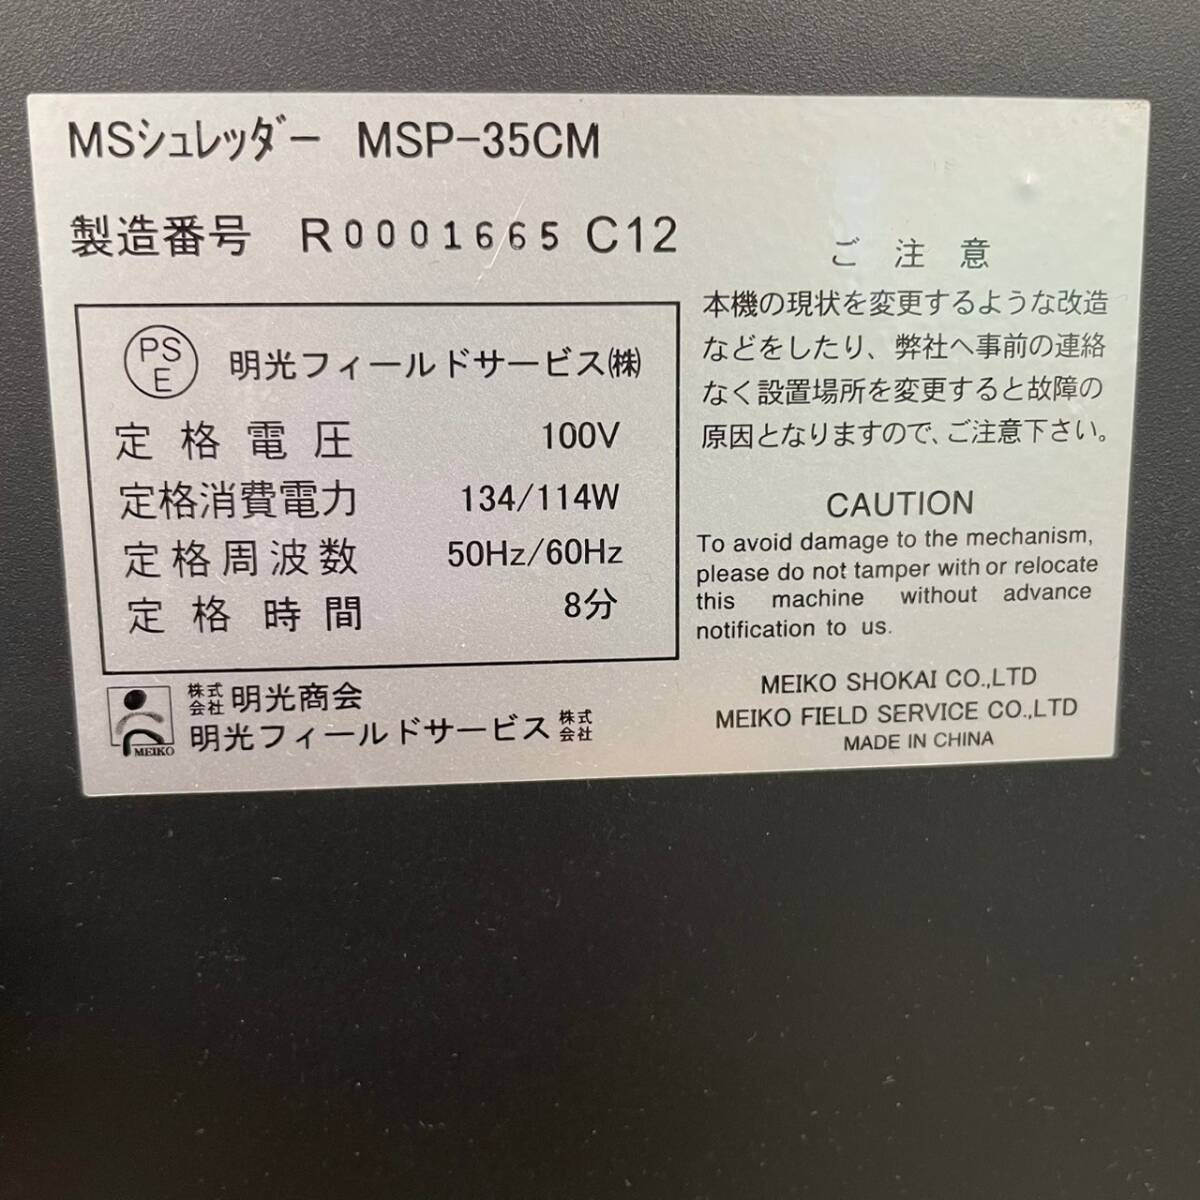 MSシュレッダー MSP-35CM
製造番号 R0001665 C12
PS
E
明光フィールドサービス㈱
定格電圧 100V
定格消費電力 134/114W
定格周波数 50Hz/60Hz
定格時間 8分
MEIKO
株式会社 明光商会
明光フィールドサービス 株式会社
ご注意
本機の現状を変更するような改造
などをしたり、弊社へ事前の連絡
なく設置場所を変更すると故障の
原因となりますので、ご注意下さい。
CAUTION
To avoid damage to the mechanism,
please do not tamper with or relocate
this machine without advance
notification to us.
MEIKO SHOKAI CO.,LTD
MEIKO FIELD SERVICE CO.,LTD
MADE IN CHINA